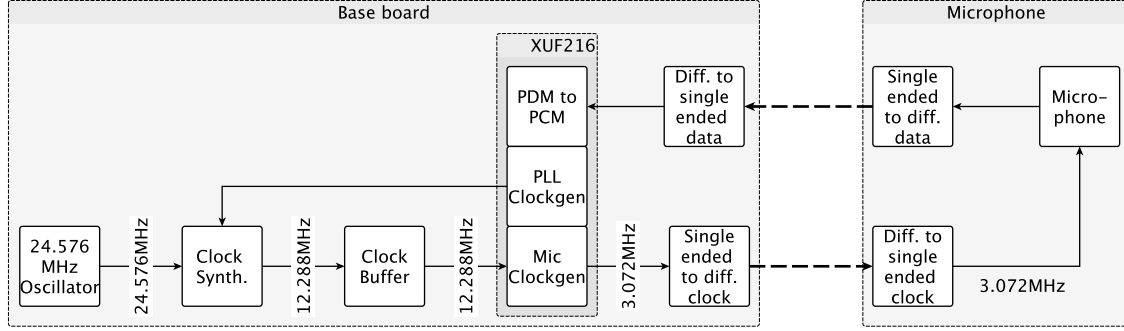 Base board
Microphone
XUF216
PDM to
PCM
Diff. to
single
ended
data
Single
ended
to diff.
data
Micro–
phone
PLL
Clockgen
24.576
MHz
Oscillator
24.576MHz
Clock
Synth.
12.288MHz
Clock
Buffer
12.288MHz
Mic
Clockgen
3.072MHz
Single
ended
to diff.
clock
Diff. to
single
ended
clock
3.072MHz